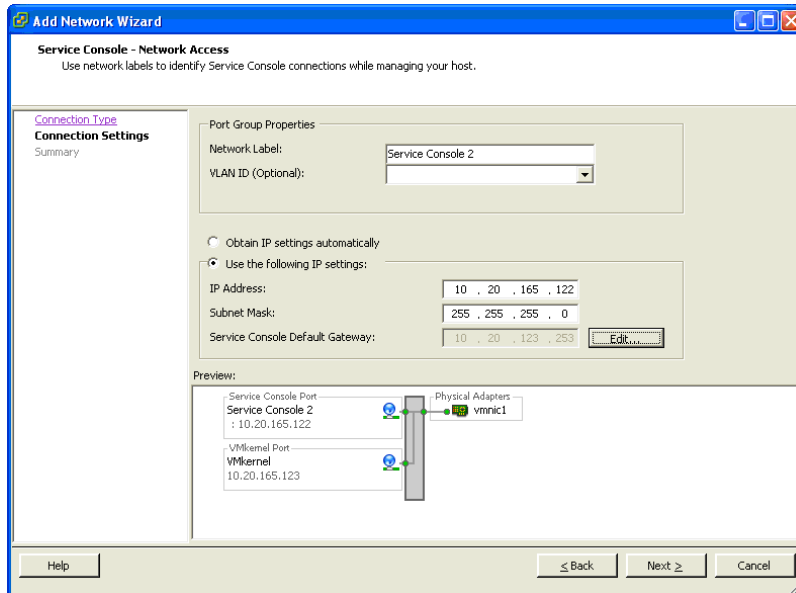 Add Network Wizard
Service Console - Network Access
Use network labels to identify Service Console connections while managing your host.
Connection Type
Connection Settings
Summary
Port Group Properties
Network Label: Service Console 2
VLAN ID (Optional):
Obtain IP settings automatically
Use the following IP settings:
IP Address: 10 . 20 . 165 . 122
Subnet Mask: 255 . 255 . 255 . 0
Service Console Default Gateway: 10 . 20 . 123 . 253 Edit...
Preview:
Service Console Port
Service Console 2
: 10.20.165.122
Physical Adapters
vmnic1
VMkernel Port
VMkernel
10.20.165.123
Help
< Back
Next >
Cancel